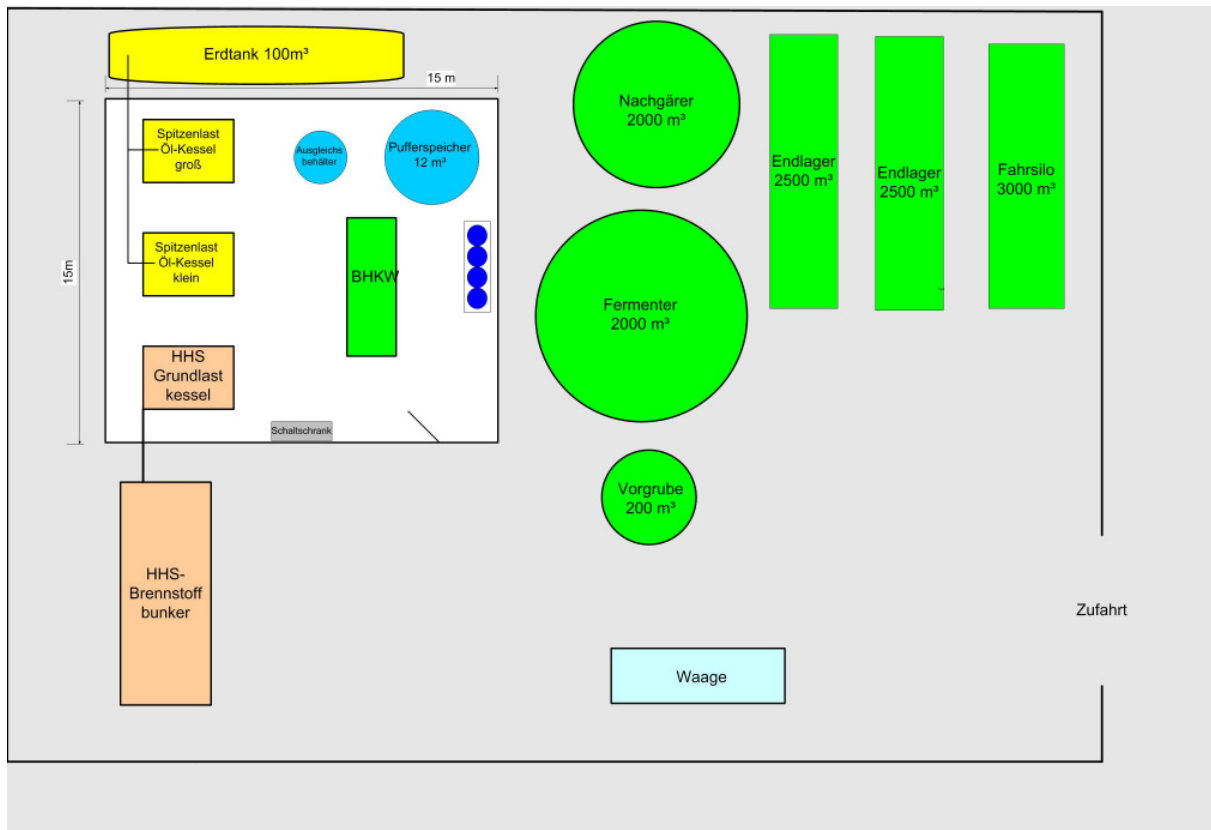 Erdtank 100m³
15 m
15m
Spitzenlast
Öl-Kessel
groß
Ausgleichs
behälter
Pufferspeicher
12 m³
Spitzenlast
Öl-Kessel
klein
BHKW
HHS
Grundlast
kessel
Schaltschrank
HHS-
Brennstoff
bunker
Nachgärer
2000 m³
Fermenter
2000 m³
Vorgrube
200 m³
Endlager
2500 m³
Endlager
2500 m³
Fahrsilo
3000 m³
Zufahrt
Waage